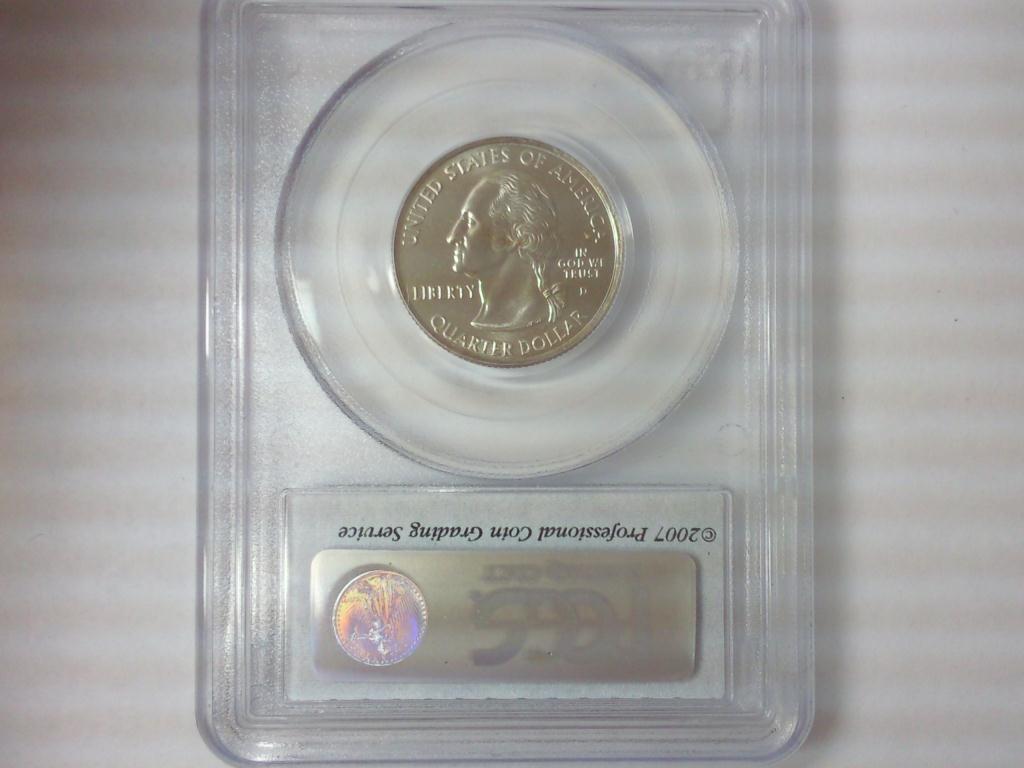 UNITED STATES OF AMERICA
IN
GOD WE
TRUST
LIBERTY
D
QUARTER DOLLAR
©2007 Professional Coin Grading Service